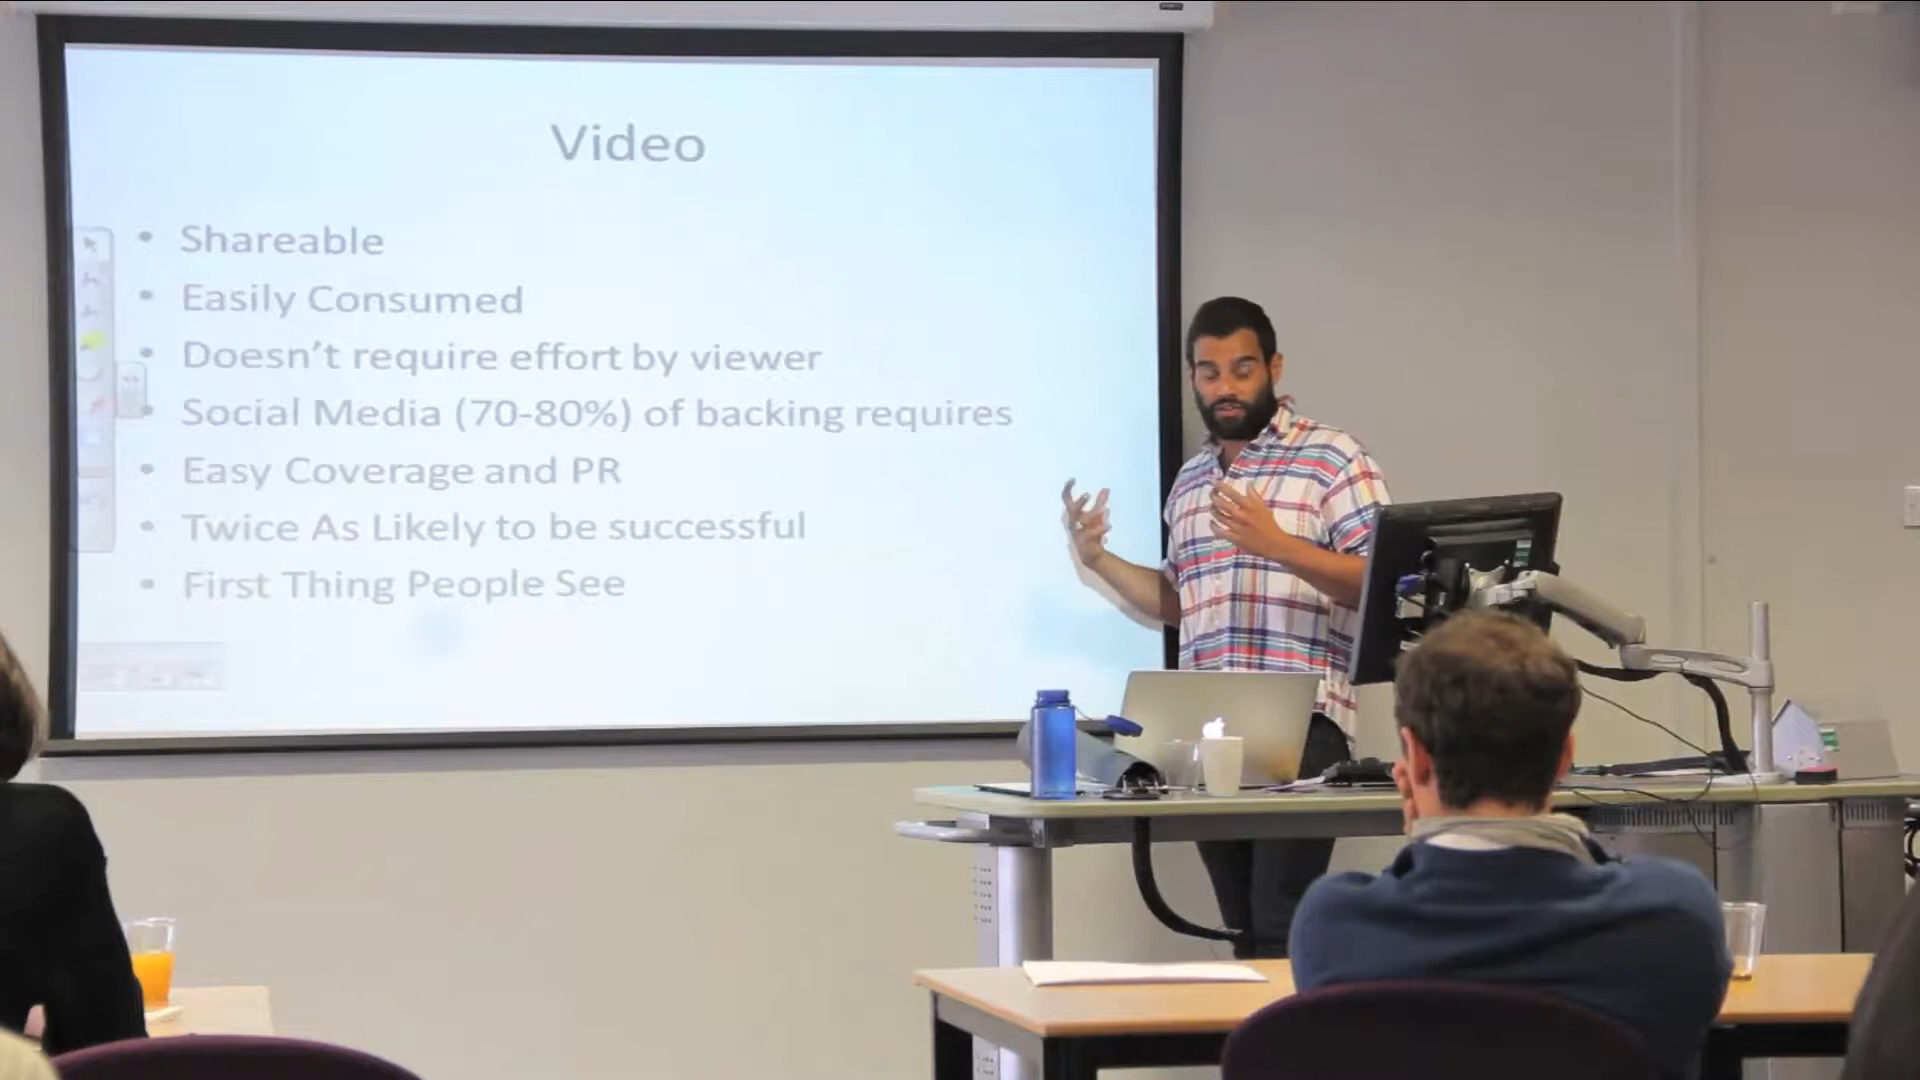 Video
• Shareable
• Easily Consumed
• Doesn't require effort by viewer
• Social Media (70-80%) of backing requires
• Easy Coverage and PR
• Twice As Likely to be successful
• First Thing People See